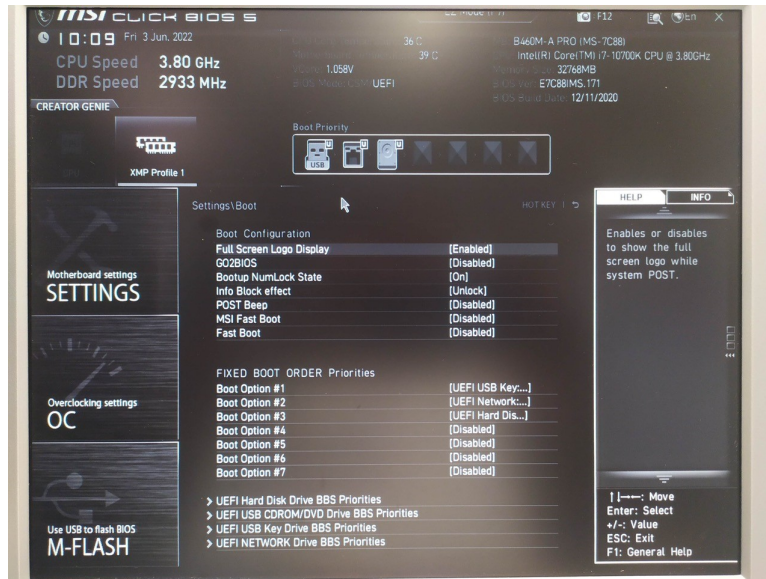 msi CLICK BIOS 5
F12
En
X
10:09 Fri 3 Jun. 2022
CPU Speed 3.80 GHz
DDR Speed 2933 MHz
36°C
39°C
1.058V
UEFI
B460M-A PRO (MS-7C88)
Intel(R) Core(TM) i7-10700K CPU @ 3.80GHz
32768MB
E7C88IMS.171
12/11/2020
CREATOR GENIE
CPU
XMP Profile 1
Boot Priority
USB
U
U
U
Settings\Boot
HOT KEY
HELP
INFO
Boot Configuration
Full Screen Logo Display [Enabled]
GO2BIOS [Disabled]
Bootup NumLock State [On]
Info Block effect [Unlock]
POST Beep [Disabled]
MSI Fast Boot [Disabled]
Fast Boot [Disabled]
FIXED BOOT ORDER Priorities
Boot Option #1 [UEFI USB Key:...]
Boot Option #2 [UEFI Network:...]
Boot Option #3 [UEFI Hard Dis...]
Boot Option #4 [Disabled]
Boot Option #5 [Disabled]
Boot Option #6 [Disabled]
Boot Option #7 [Disabled]
> UEFI Hard Disk Drive BBS Priorities
> UEFI USB CDROM/DVD Drive BBS Priorities
> UEFI USB Key Drive BBS Priorities
> UEFI NETWORK Drive BBS Priorities
Motherboard settings
SETTINGS
Overclocking settings
OC
Use USB to flash BIOS
M-FLASH
Enables or disables
to show the full
screen logo while
system POST.
↑↓→←: Move
Enter: Select
+/-: Value
ESC: Exit
F1: General Help